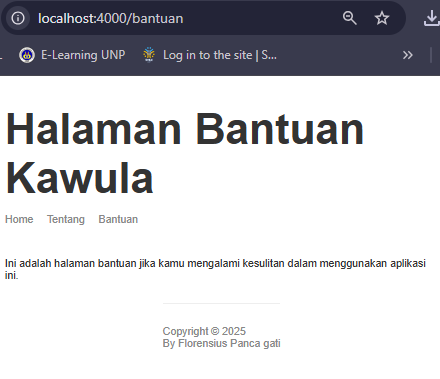 localhost:4000/bantuan
E-Learning UNP Log in to the site | S...
Halaman Bantuan
Kawula
Home Tentang Bantuan
Ini adalah halaman bantuan jika kamu mengalami kesulitan dalam menggunakan aplikasi
ini.
Copyright © 2025
By Florensius Panca gati